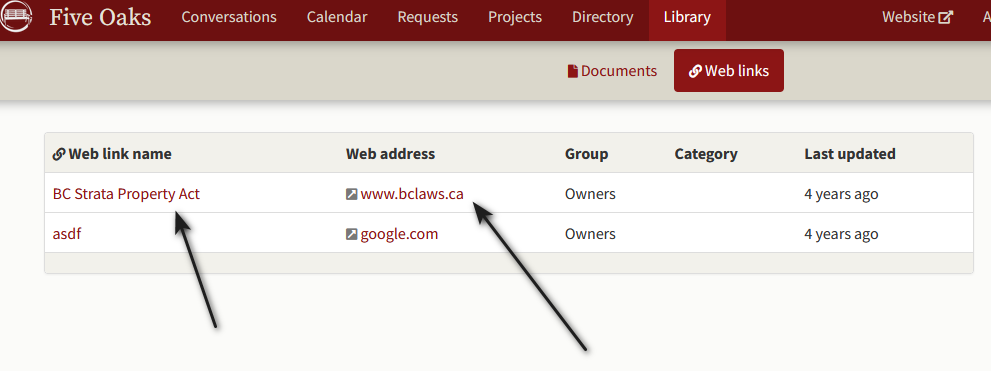 Five Oaks Conversations Calendar Requests Projects Directory Library Website A
Documents Web links
Web link name Web address Group Category Last updated
BC Strata Property Act www.bclaws.ca Owners 4 years ago
asdf google.com Owners 4 years ago